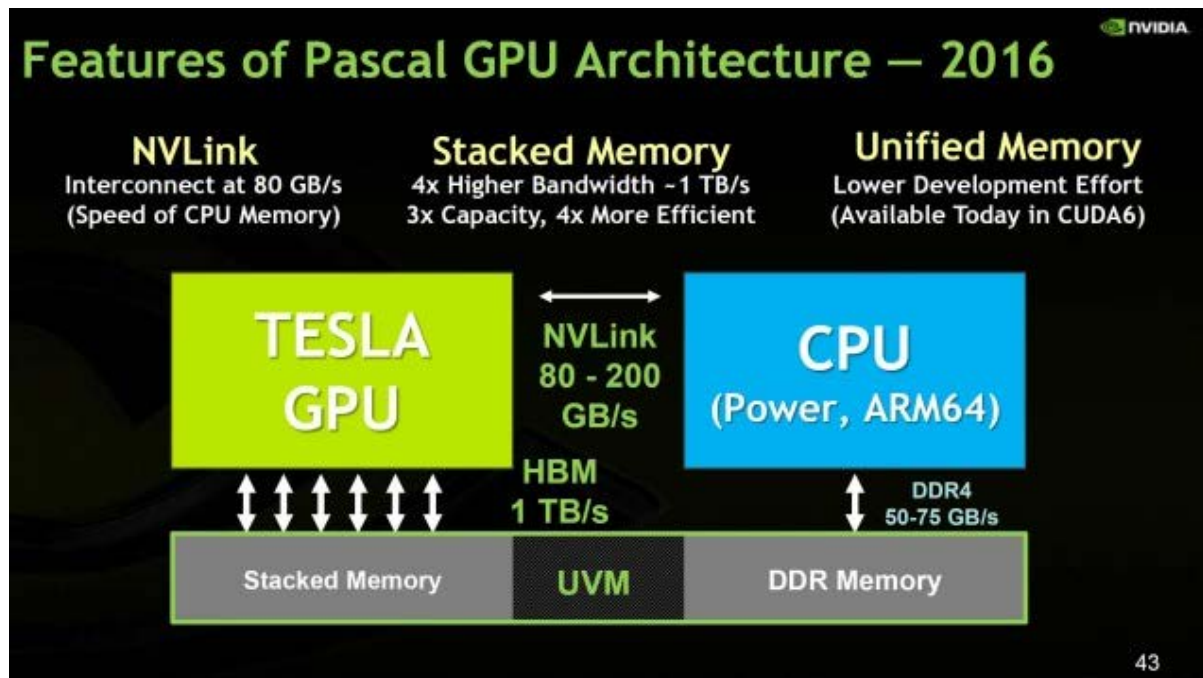 NVIDIA
Features of Pascal GPU Architecture — 2016
NVLink
Interconnect at 80 GB/s
(Speed of CPU Memory)
Stacked Memory
4x Higher Bandwidth ~1 TB/s
3x Capacity, 4x More Efficient
Unified Memory
Lower Development Effort
(Available Today in CUDA6)
TESLA
GPU
NVLink
80 - 200
GB/s
CPU
(Power, ARM64)
HBM
1 TB/s
DDR4
50-75 GB/s
Stacked Memory
UVM
DDR Memory
43